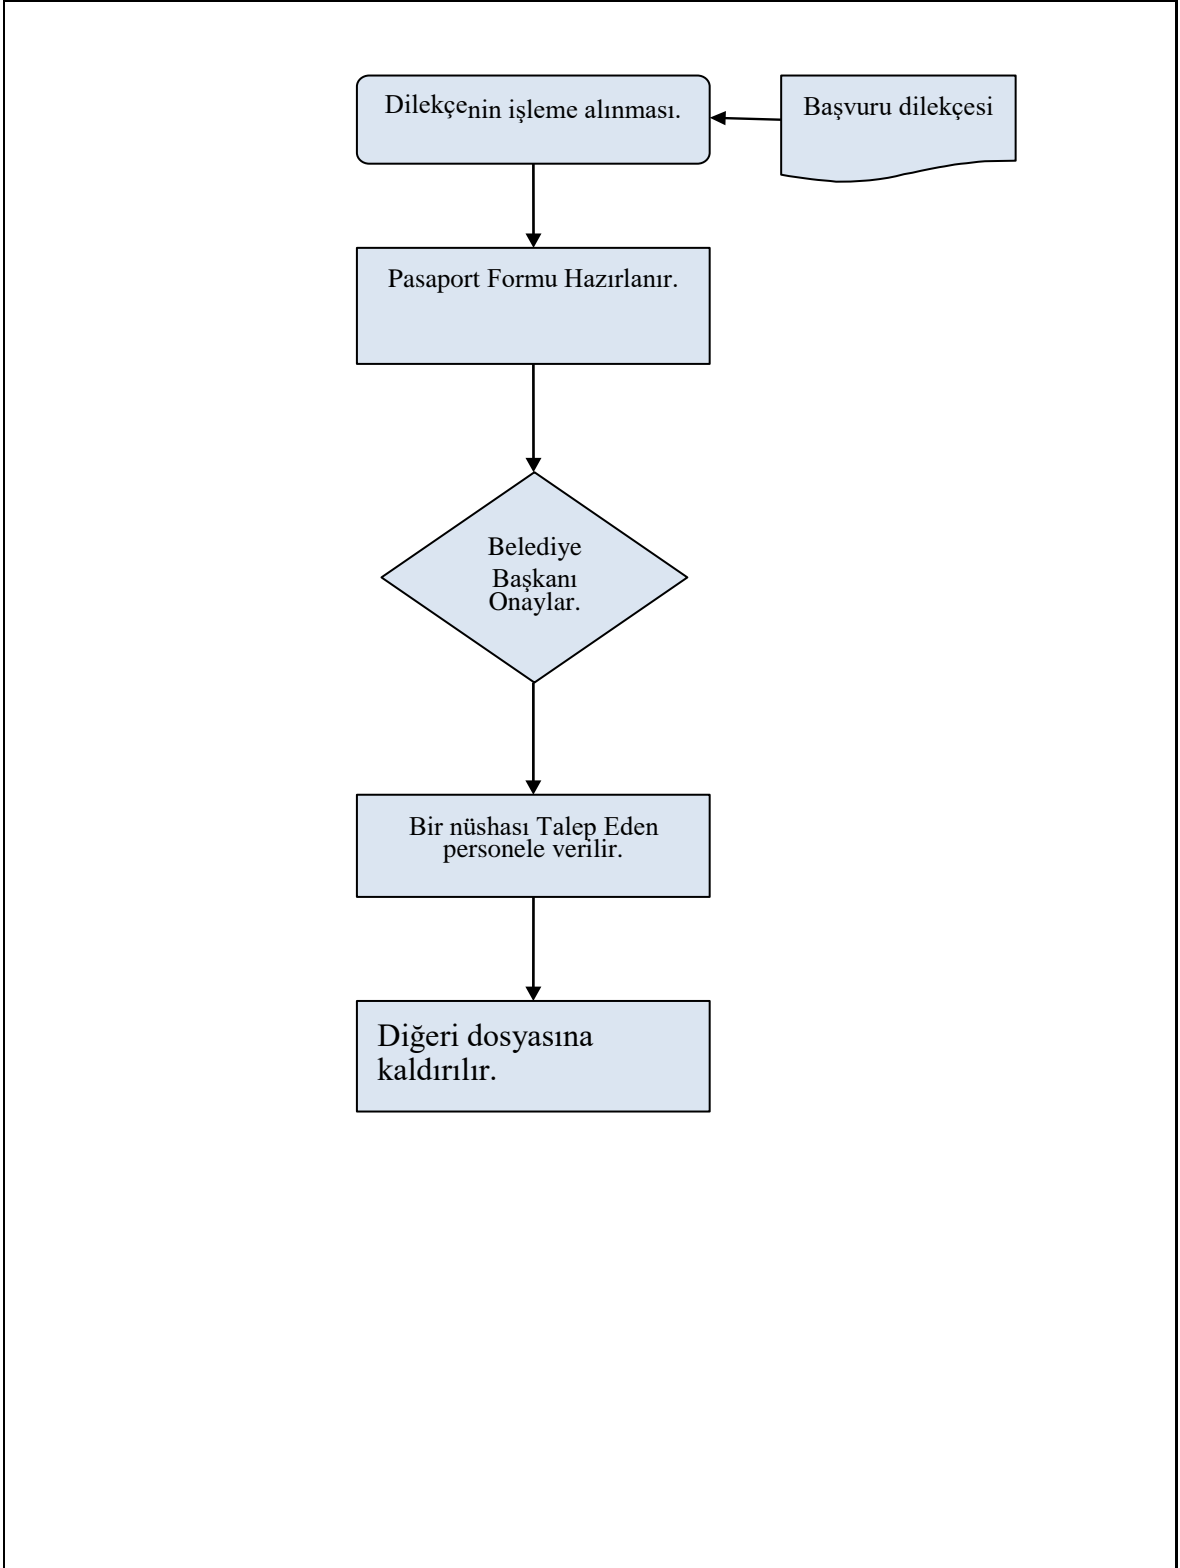 Dilekçenin işleme alınması.
Başvuru dilekçesi
Pasaport Formu Hazırlanır.
Belediye
Başkanı
Onaylar.
Bir nüshası Talep Eden
personele verilir.
Diğeri dosyasına
kaldırılır.